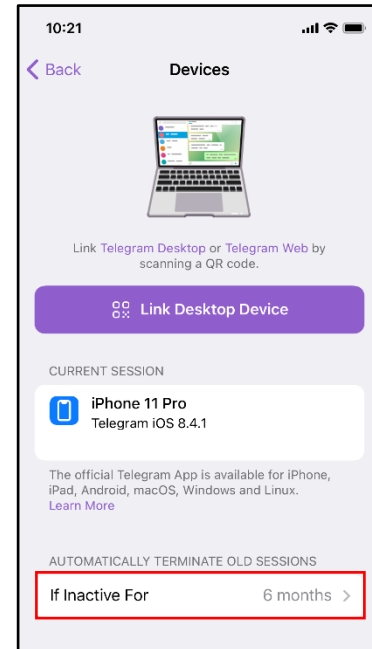 10:21
Back
Devices
Link Telegram Desktop or Telegram Web by
scanning a QR code.
Link Desktop Device
CURRENT SESSION
iPhone 11 Pro
Telegram iOS 8.4.1
The official Telegram App is available for iPhone,
iPad, Android, macOS, Windows and Linux.
Learn More
AUTOMATICALLY TERMINATE OLD SESSIONS
If Inactive For 6 months